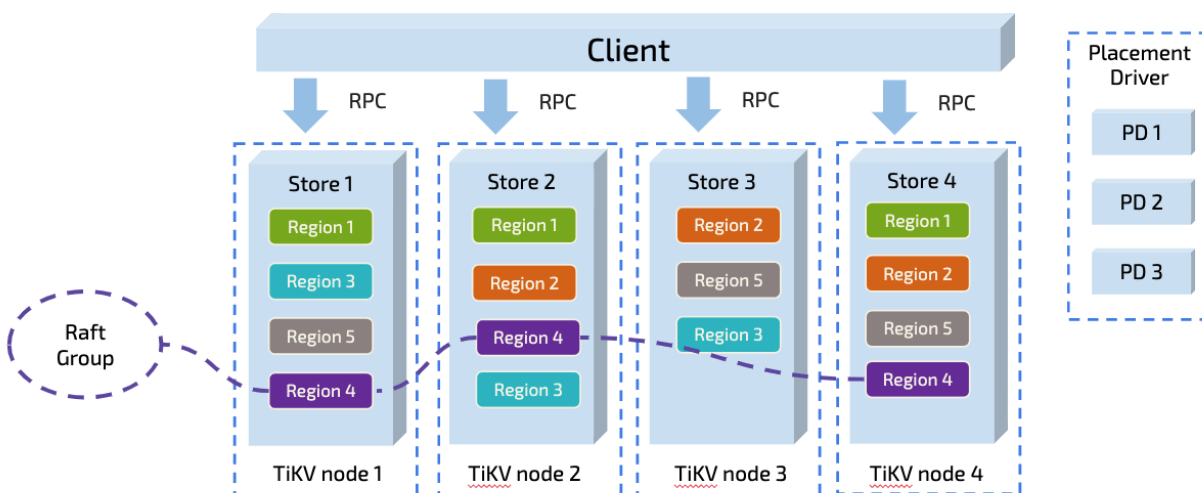 Client
RPC
RPC
RPC
RPC
Placement
Driver
PD 1
PD 2
PD 3
Store 1
Region 1
Region 3
Region 5
Region 4
TiKV node 1
Store 2
Region 1
Region 2
Region 4
Region 3
TiKV node 2
Store 3
Region 2
Region 5
Region 3
TiKV node 3
Store 4
Region 1
Region 2
Region 5
Region 4
TiKV node 4
Raft
Group